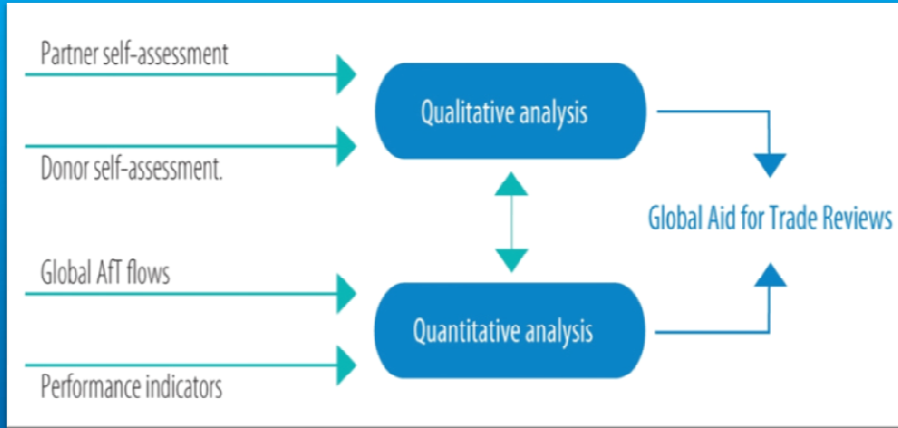 Partner self-assessment
Qualitative analysis
Donor self-assessment.
Global Aid for Trade Reviews
Global AfT flows
Quantitative analysis
Performance indicators